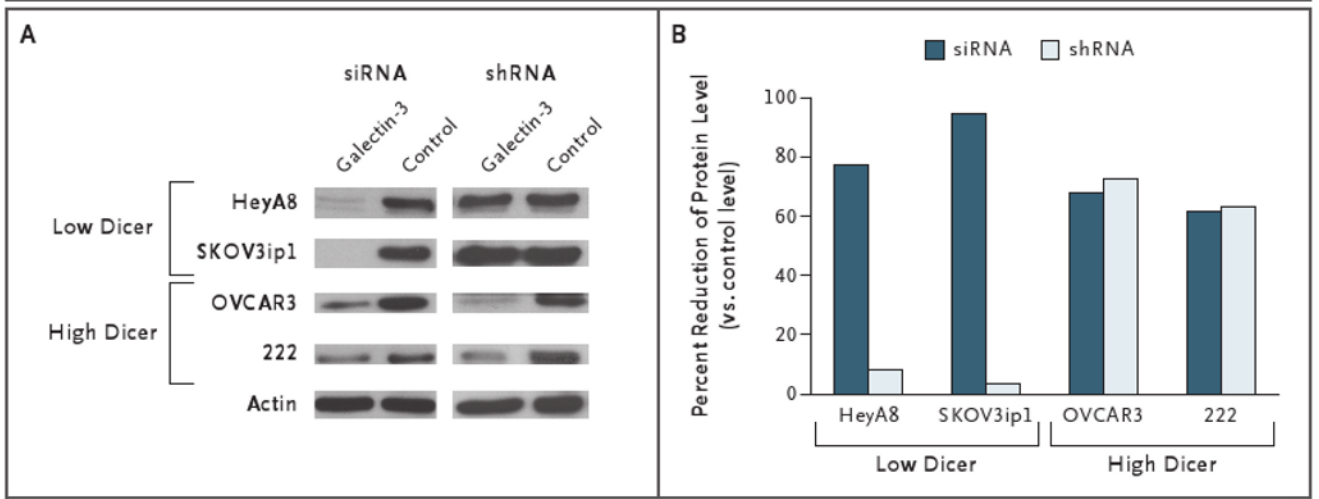 A
siRNA shRNA
Galectin-3 Control Galectin-3 Control
Low Dicer
HeyA8
SKOV3ip1
High Dicer
OVCAR3
222
Actin
B
siRNA shRNA
Percent Reduction of Protein Level
(vs. control level)
100
80
60
40
20
0
HeyA8 SKOV3ip1 OVCAR3 222
Low Dicer High Dicer